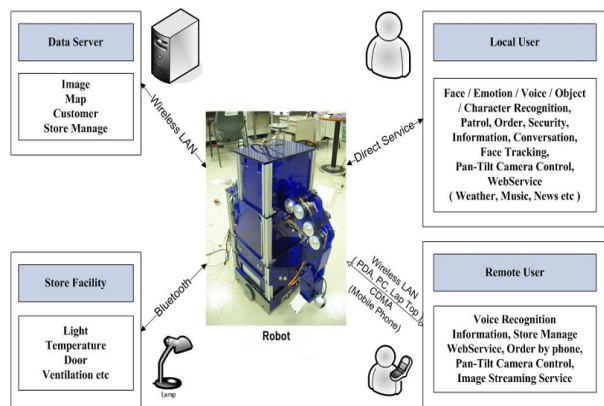 Data Server
Image
Map
Customer
Store Manage
Wireless LAN
Local User
Face / Emotion / Voice / Object
/ Character Recognition,
Patrol, Order, Security,
Information, Conversation,
Face Tracking,
Pan-Tilt Camera Control,
WebService
( Weather, Music, News etc )
Direct Service
Store Facility
Light
Temperature
Door
Ventilation etc
Bluetooth
Lamp
Robot
Wireless LAN
( PDA, PC, Lap Top )
CDMA
(Mobile Phone)
Remote User
Voice Recognition
Information, Store Manage
WebService, Order by phone,
Pan-Tilt Camera Control,
Image Streaming Service